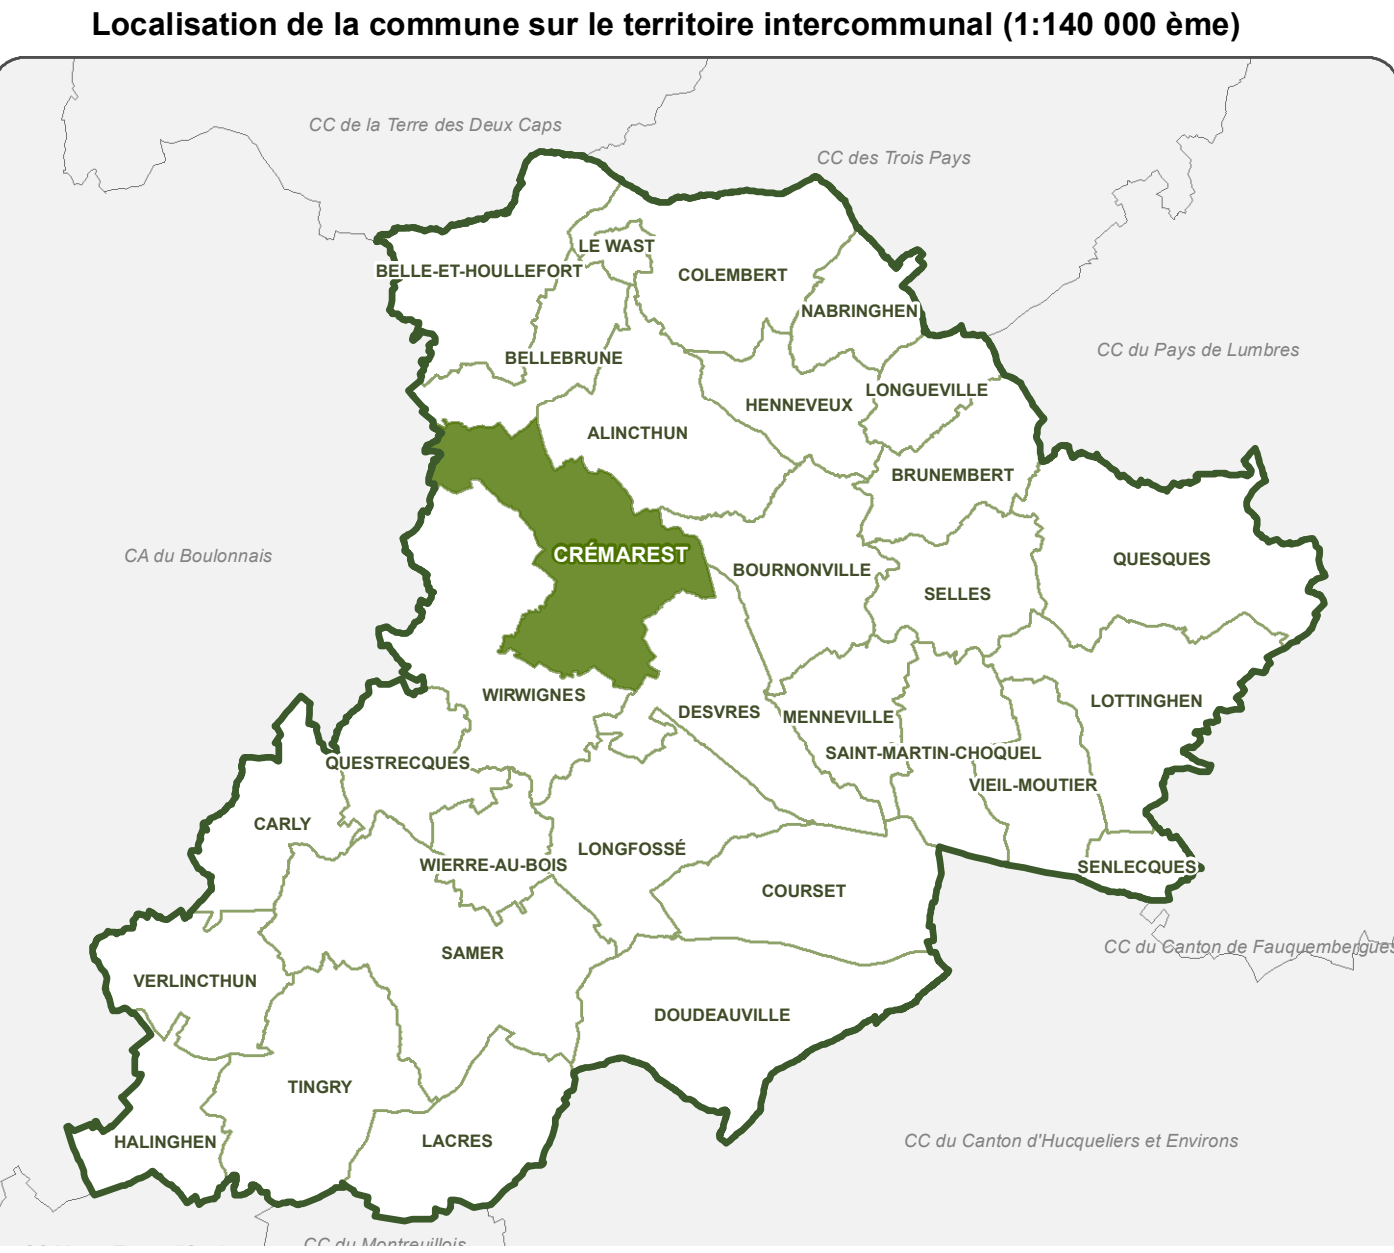 Localisation de la commune sur le territoire intercommunal (1:140 000 ème)
CC de la Terre des Deux Caps
CC des Trois Pays
LE WAST
BELLE-ET-HOULLEFORT
COLEMBERT
NABRINGHEN
CC du Pays de Lumbres
BELLEBRUNE
LONGUEVILLE
HENNEVEUX
ALINCTHUN
BRUNEMBERT
CA du Boulonnais
CRÉMAREST
QUESQUES
BOURNONVILLE
SELLES
WIRWIGNES
LOTTINGHEN
DESVRES
MENNEVILLE
SAINT-MARTIN-CHOQUEL
QUESTRECQUES
VIEIL-MOUTIER
CARLY
LONGFOSSÉ
WIERRE-AU-BOIS
SENLECQUES
COURSET
CC du Canton de Fauquembergues
SAMER
VERLINCTHUN
DOUDEAUVILLE
TINGRY
HALINGHEN
LACRES
CC du Canton d'Hucqueliers et Environs
CC du Montreuillois